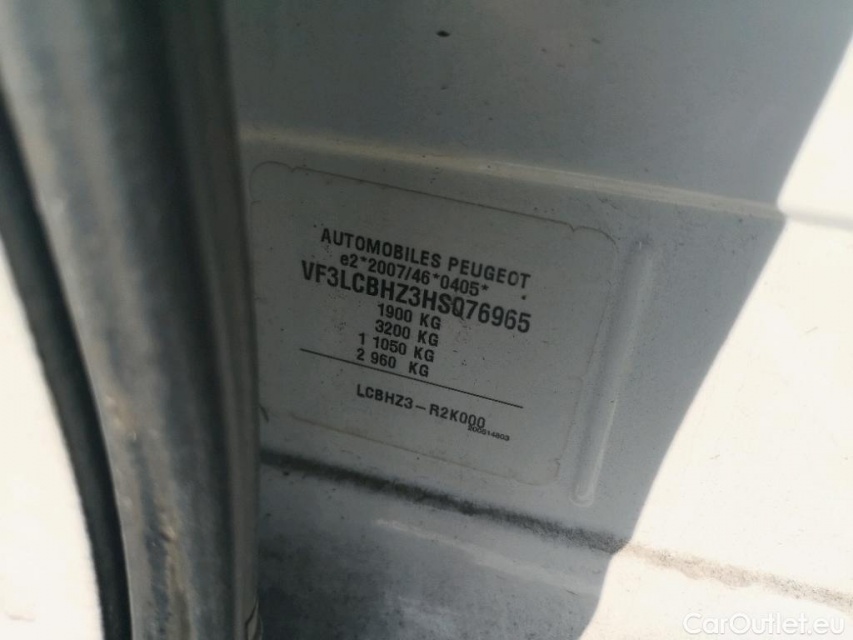 AUTOMOBILES PEUGEOT
e2*2007/46*0405*
VF3LCBHZ3HS076965
1900 KG
3200 KG
1 1050 KG
2 960 KG
LCBHZ3-R2K000
CarOutlet.eu